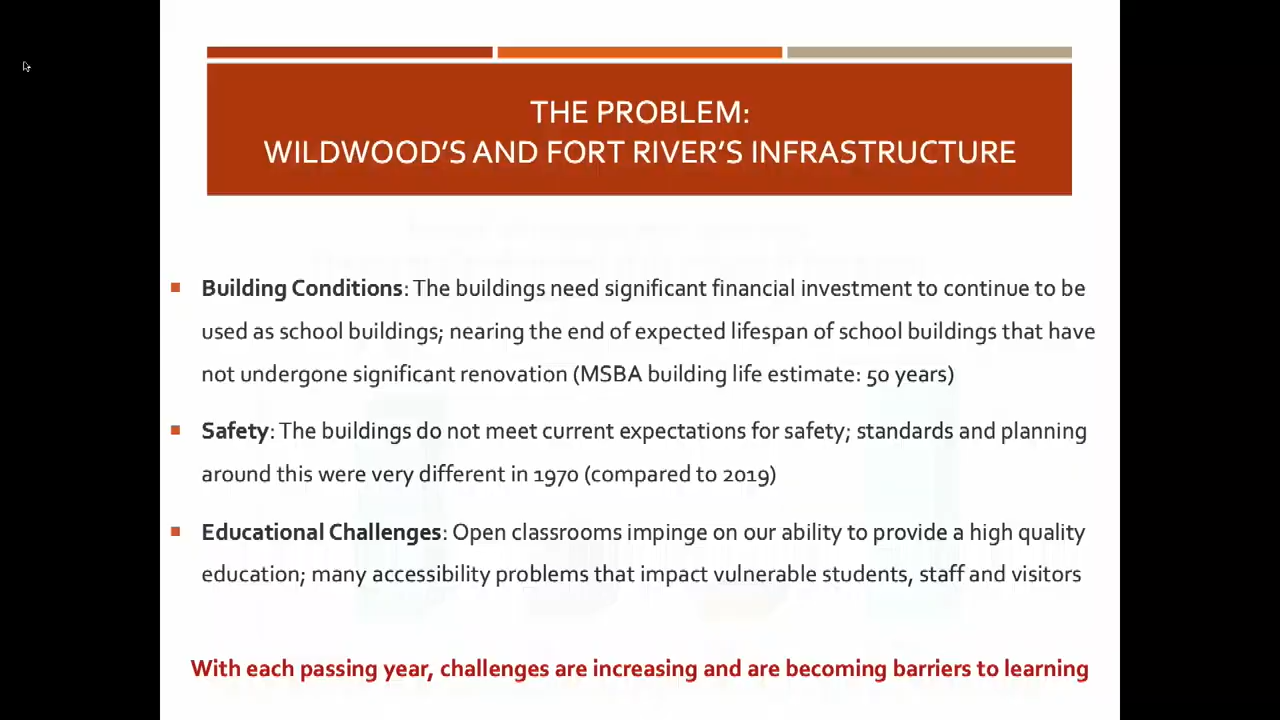 THE PROBLEM:
WILDWOOD'S AND FORT RIVER'S INFRASTRUCTURE
Building Conditions: The buildings need significant financial investment to continue to be
used as school buildings; nearing the end of expected lifespan of school buildings that have
not undergone significant renovation (MSBA building life estimate: 50 years)
Safety: The buildings do not meet current expectations for safety; standards and planning
around this were very different in 1970 (compared to 2019)
Educational Challenges: Open classrooms impinge on our ability to provide a high quality
education; many accessibility problems that impact vulnerable students, staff and visitors
With each passing year, challenges are increasing and are becoming barriers to learning